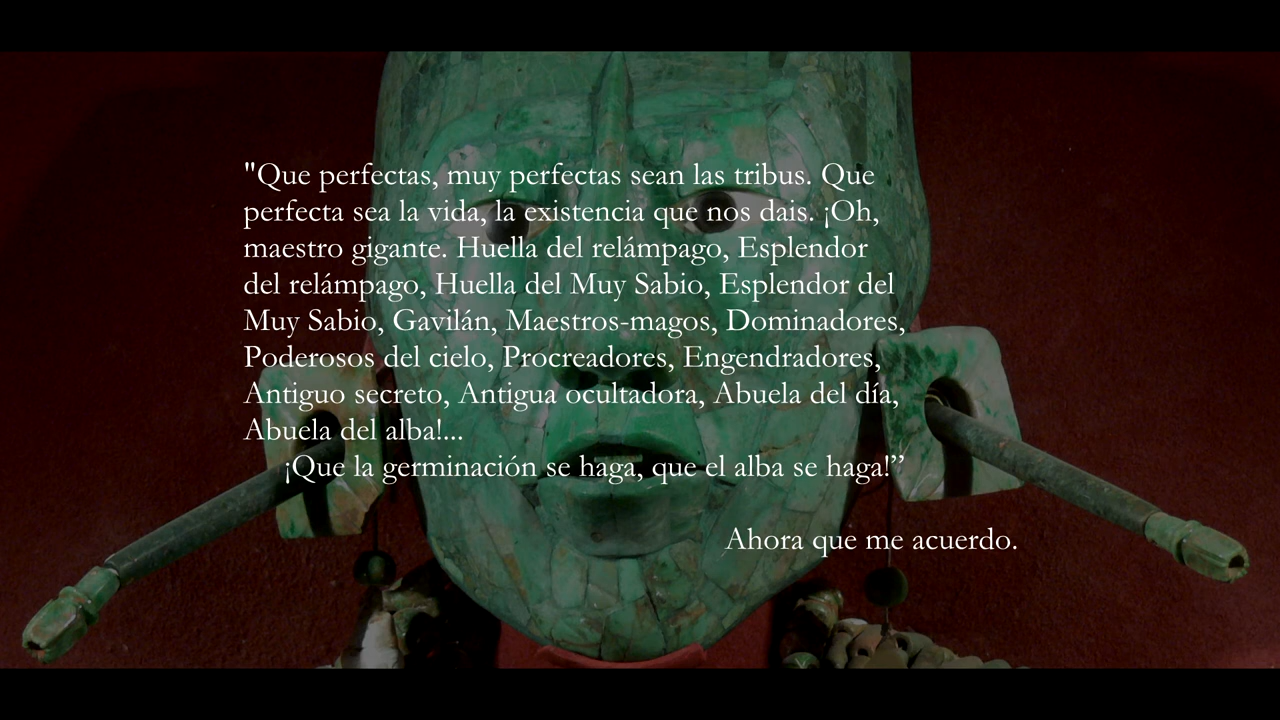 "Que perfectas, muy perfectas sean las tribus. Que
perfecta sea la vida, la existencia que nos dais. ¡Oh,
maestro gigante. Huella del relámpago, Esplendor
del relámpago, Huella del Muy Sabio, Esplendor del
Muy Sabio, Gavilán, Maestros-magos, Dominadores,
Poderosos del cielo, Procreadores, Engendradores,
Antiguo secreto, Antigua ocultadora, Abuela del día,
Abuela del alba!...
¡Que la germinación se haga, que el alba se haga!”
Ahora que me acuerdo.